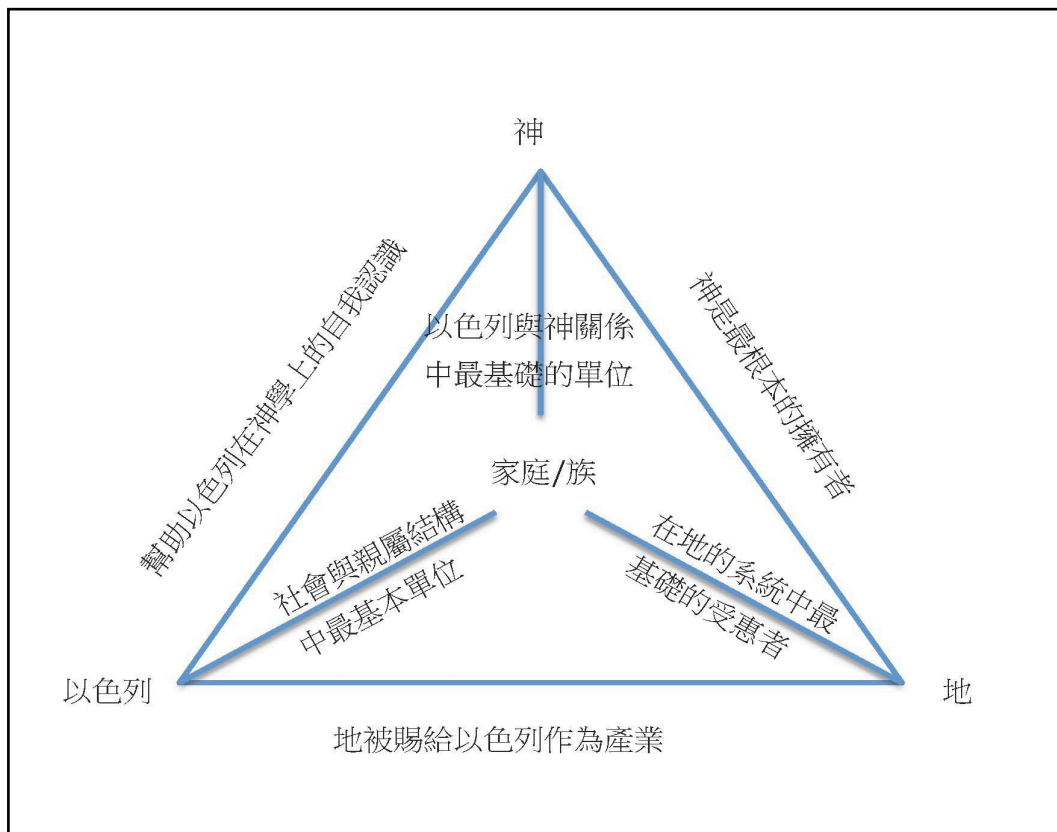 神
幫助以色列在神學上的自我認識
神是最根本的擁有者
以色列與神關係
中最基礎的單位
家庭/族
社會與親屬結構
中最基本單位
在地的系統中最
基礎的受惠者
以色列
地
地被賜給以色列作為產業